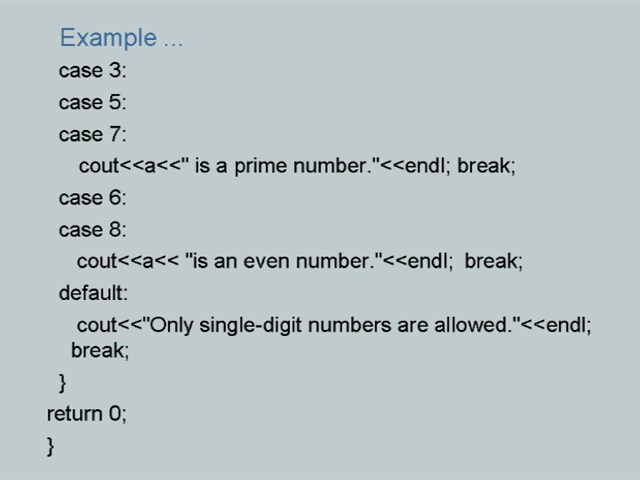 Example ...
case 3:
case 5:
case 7:
cout<<a<<" is a prime number."<<endl; break;
case 6:
case 8:
cout<<a<< "is an even number."<<endl;  break;
default:
cout<<"Only single-digit numbers are allowed."<<endl;
break;
}
return 0;
}